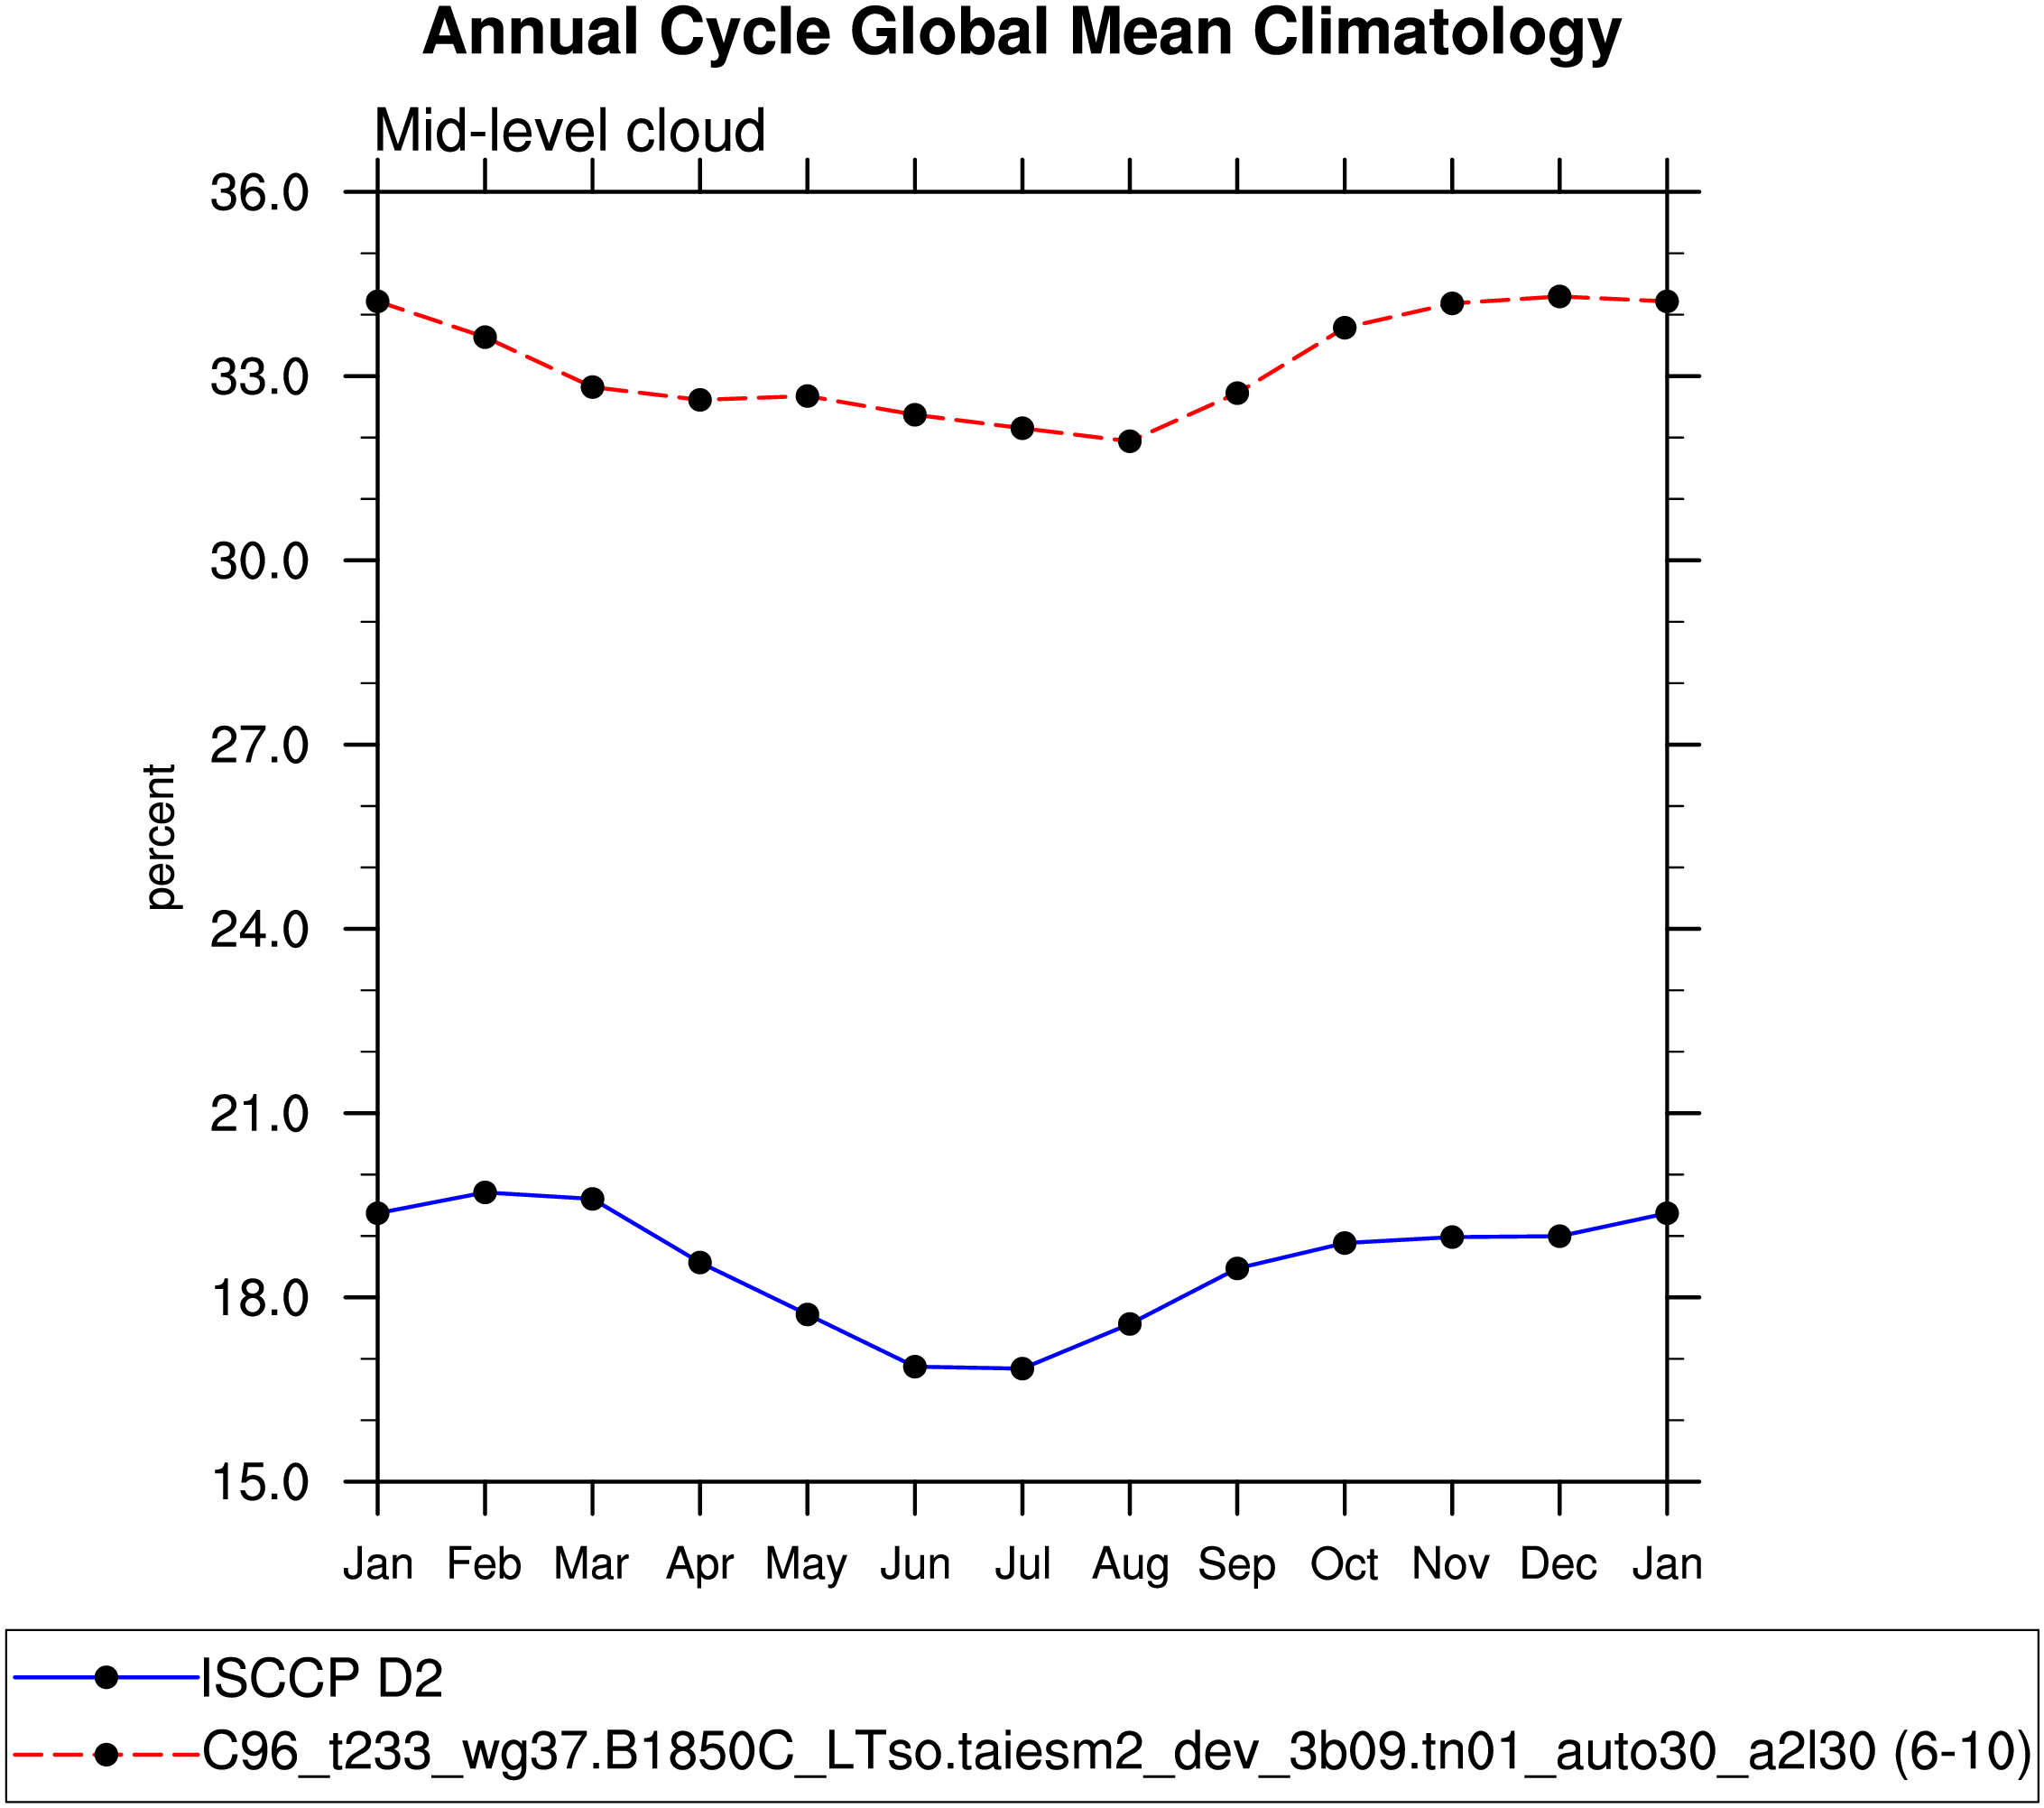 Annual Cycle Global Mean Climatology
Mid-level cloud
36.0
33.0
30.0
27.0
24.0
21.0
18.0
15.0
percent
Jan Feb Mar Apr May Jun Jul Aug Sep Oct Nov Dec Jan
ISCCP D2
C96_t233_wg37.B1850C_LTso.taiesm2_dev_3b09.tn01_auto30_a2l30 (6-10)